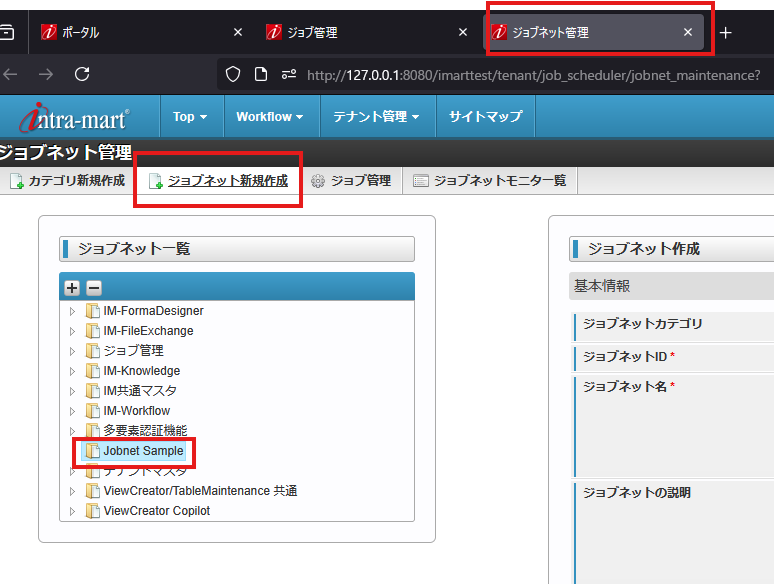 ポータル
ジョブ管理
ジョブネット管理
http://127.0.0.1:8080/imarttest/tenant/job_scheduler/jobnet_maintenance?
intra-mart®
Top
Workflow
テナント管理
サイトマップ
ジョブネット管理
カテゴリ新規作成
ジョブネット新規作成
ジョブ管理
ジョブネットモニター覧
ジョブネット一覧
IM-FormaDesigner
IM-FileExchange
ジョブ管理
IM-Knowledge
IM共通マスタ
IM-Workflow
多要素認証機能
Jobnet Sample
テナントマスタ
ViewCreator/TableMaintenance 共通
ViewCreator Copilot
ジョブネット作成
基本情報
ジョブネットカテゴリ
ジョブネットID *
ジョブネット名 *
ジョブネットの説明